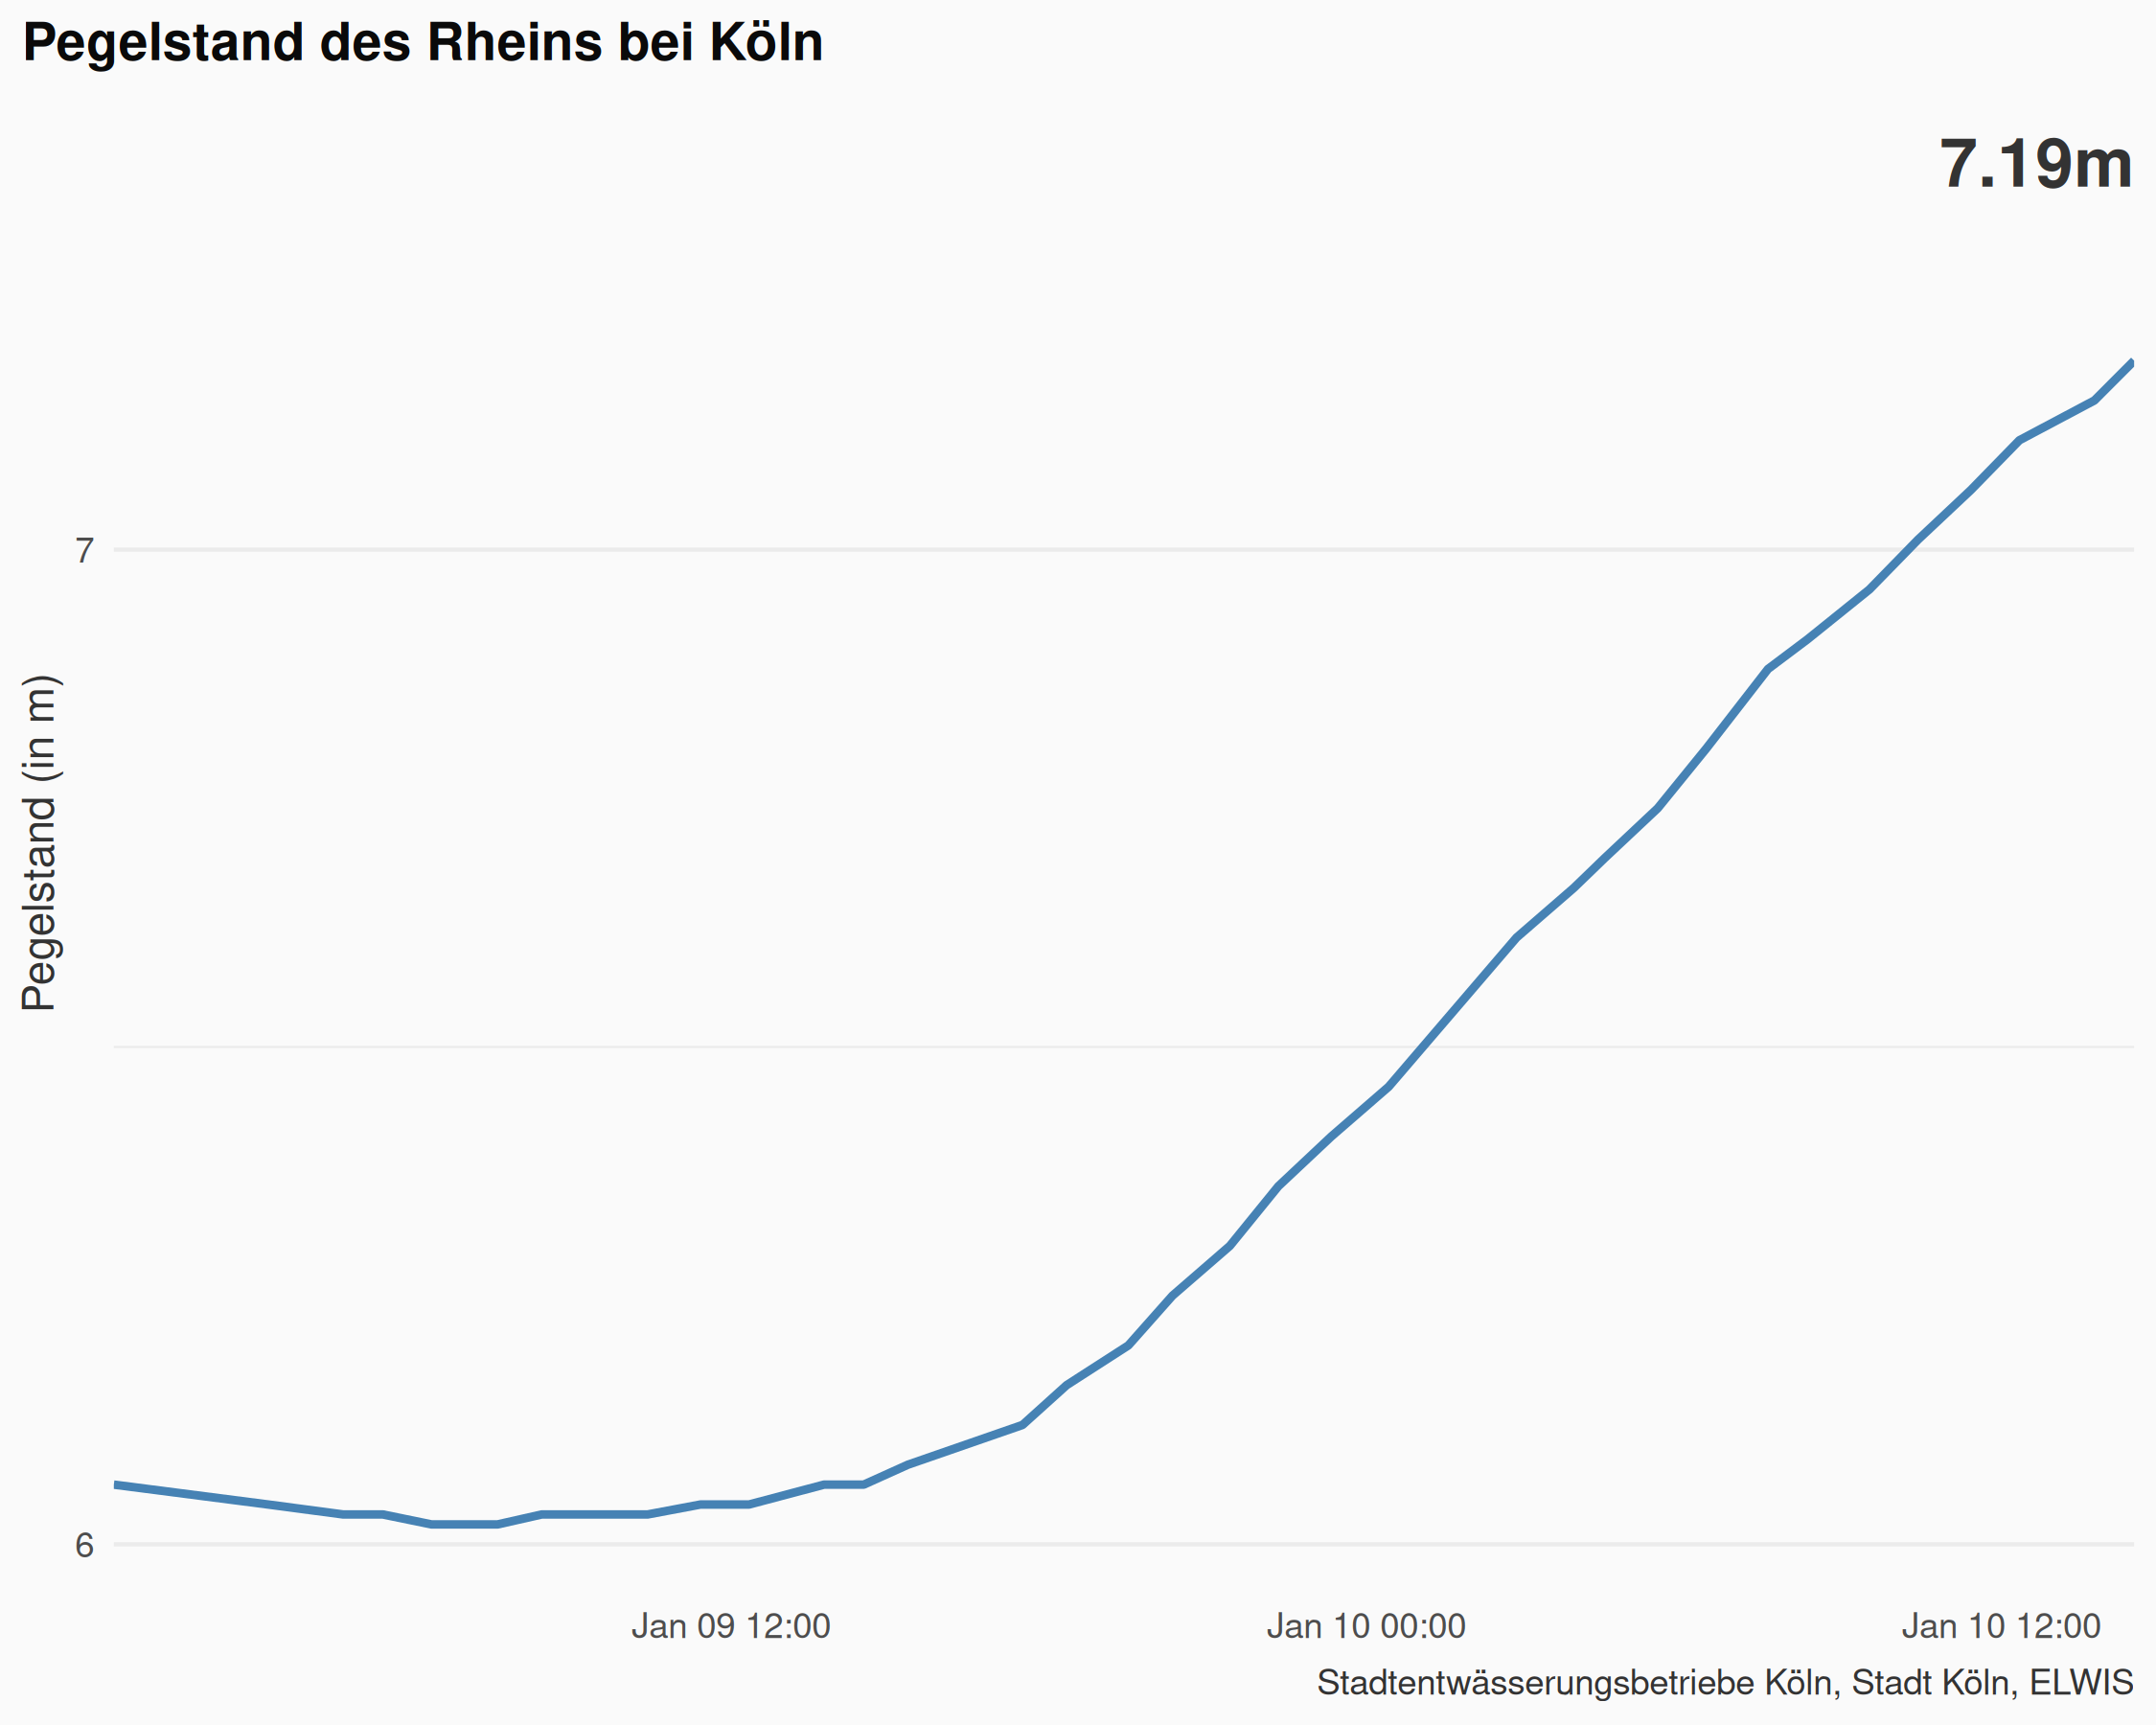 Pegelstand des Rheins bei Köln
7.19m
Pegelstand (in m)
7
6
Jan 09 12:00
Jan 10 00:00
Jan 10 12:00
Stadtentwässerungsbetriebe Köln, Stadt Köln, ELWIS